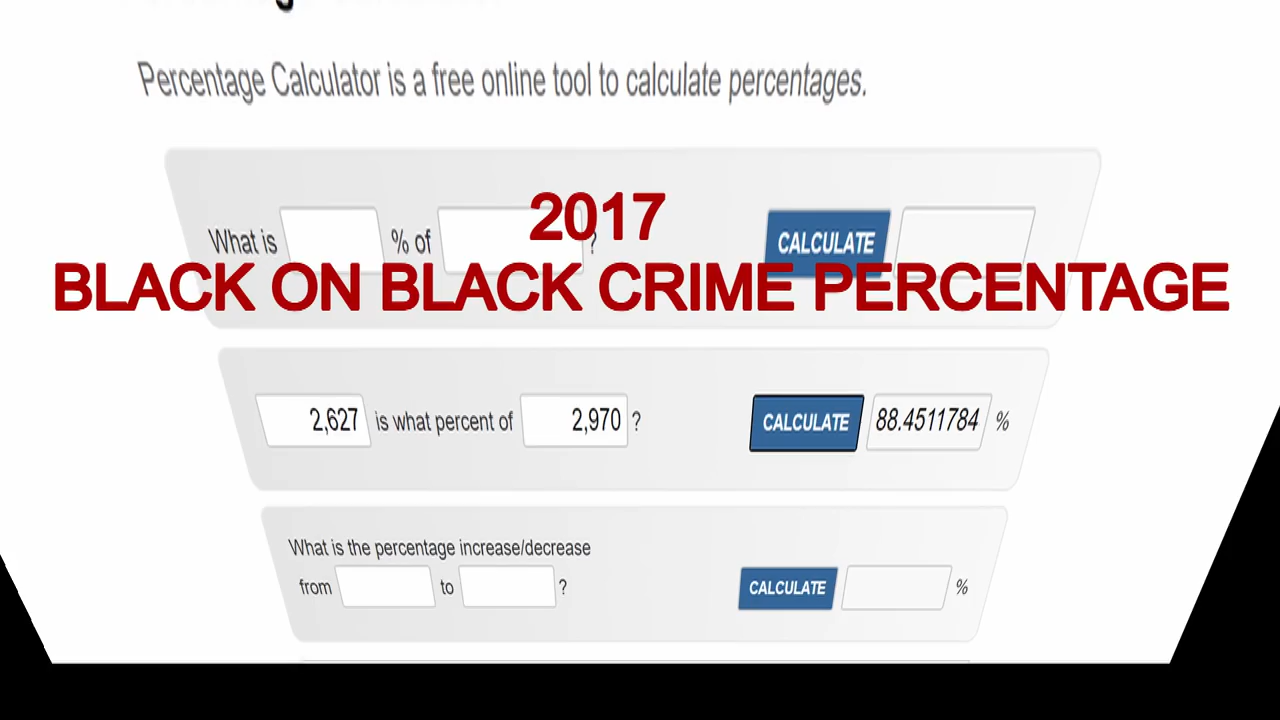 Percentage Calculator is a free online tool to calculate percentages.
2017
What is % of ? CALCULATE
BLACK ON BLACK CRIME PERCENTAGE
2,627 is what percent of 2,970 ? CALCULATE 88.4511784 %
What is the percentage increase/decrease
from to ? CALCULATE %